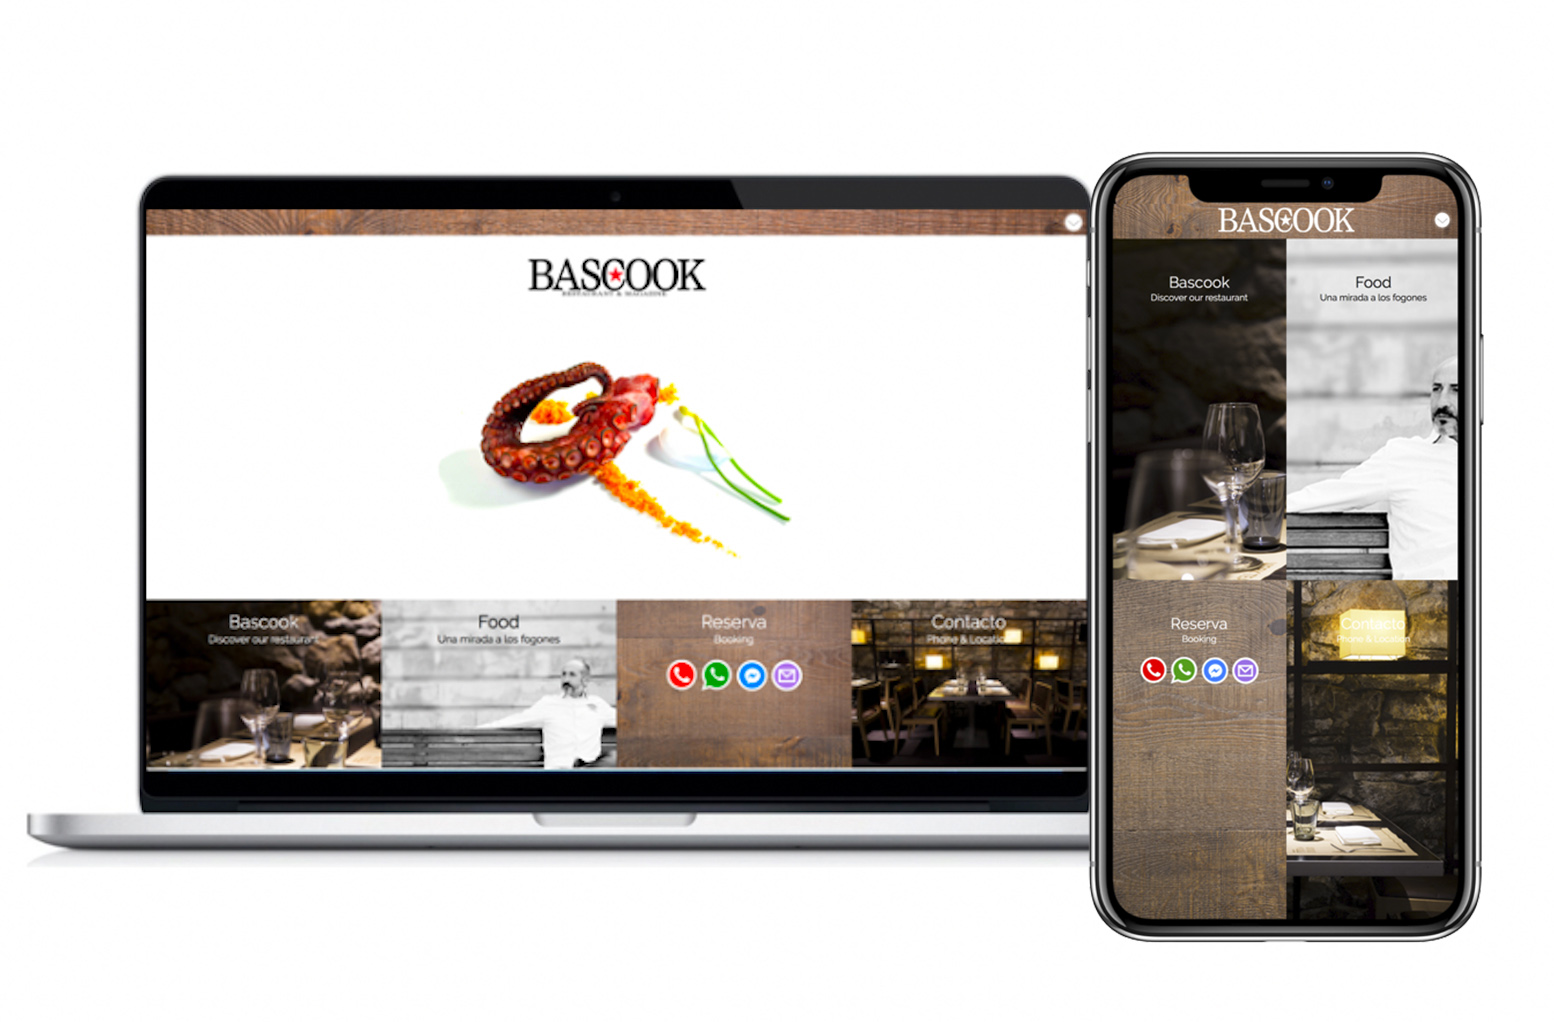 BASCOOK
RESTAURANT & MAGAZINE
Bascook
Discover our restaurant
Food
Una mirada a los fogones
Reserva
Booking
Contacto
Phone & Location
BASCOOK
Bascook
Discover our restaurant
Food
Una mirada a los fogones
Reserva
Booking
Contacto
Phone & Location